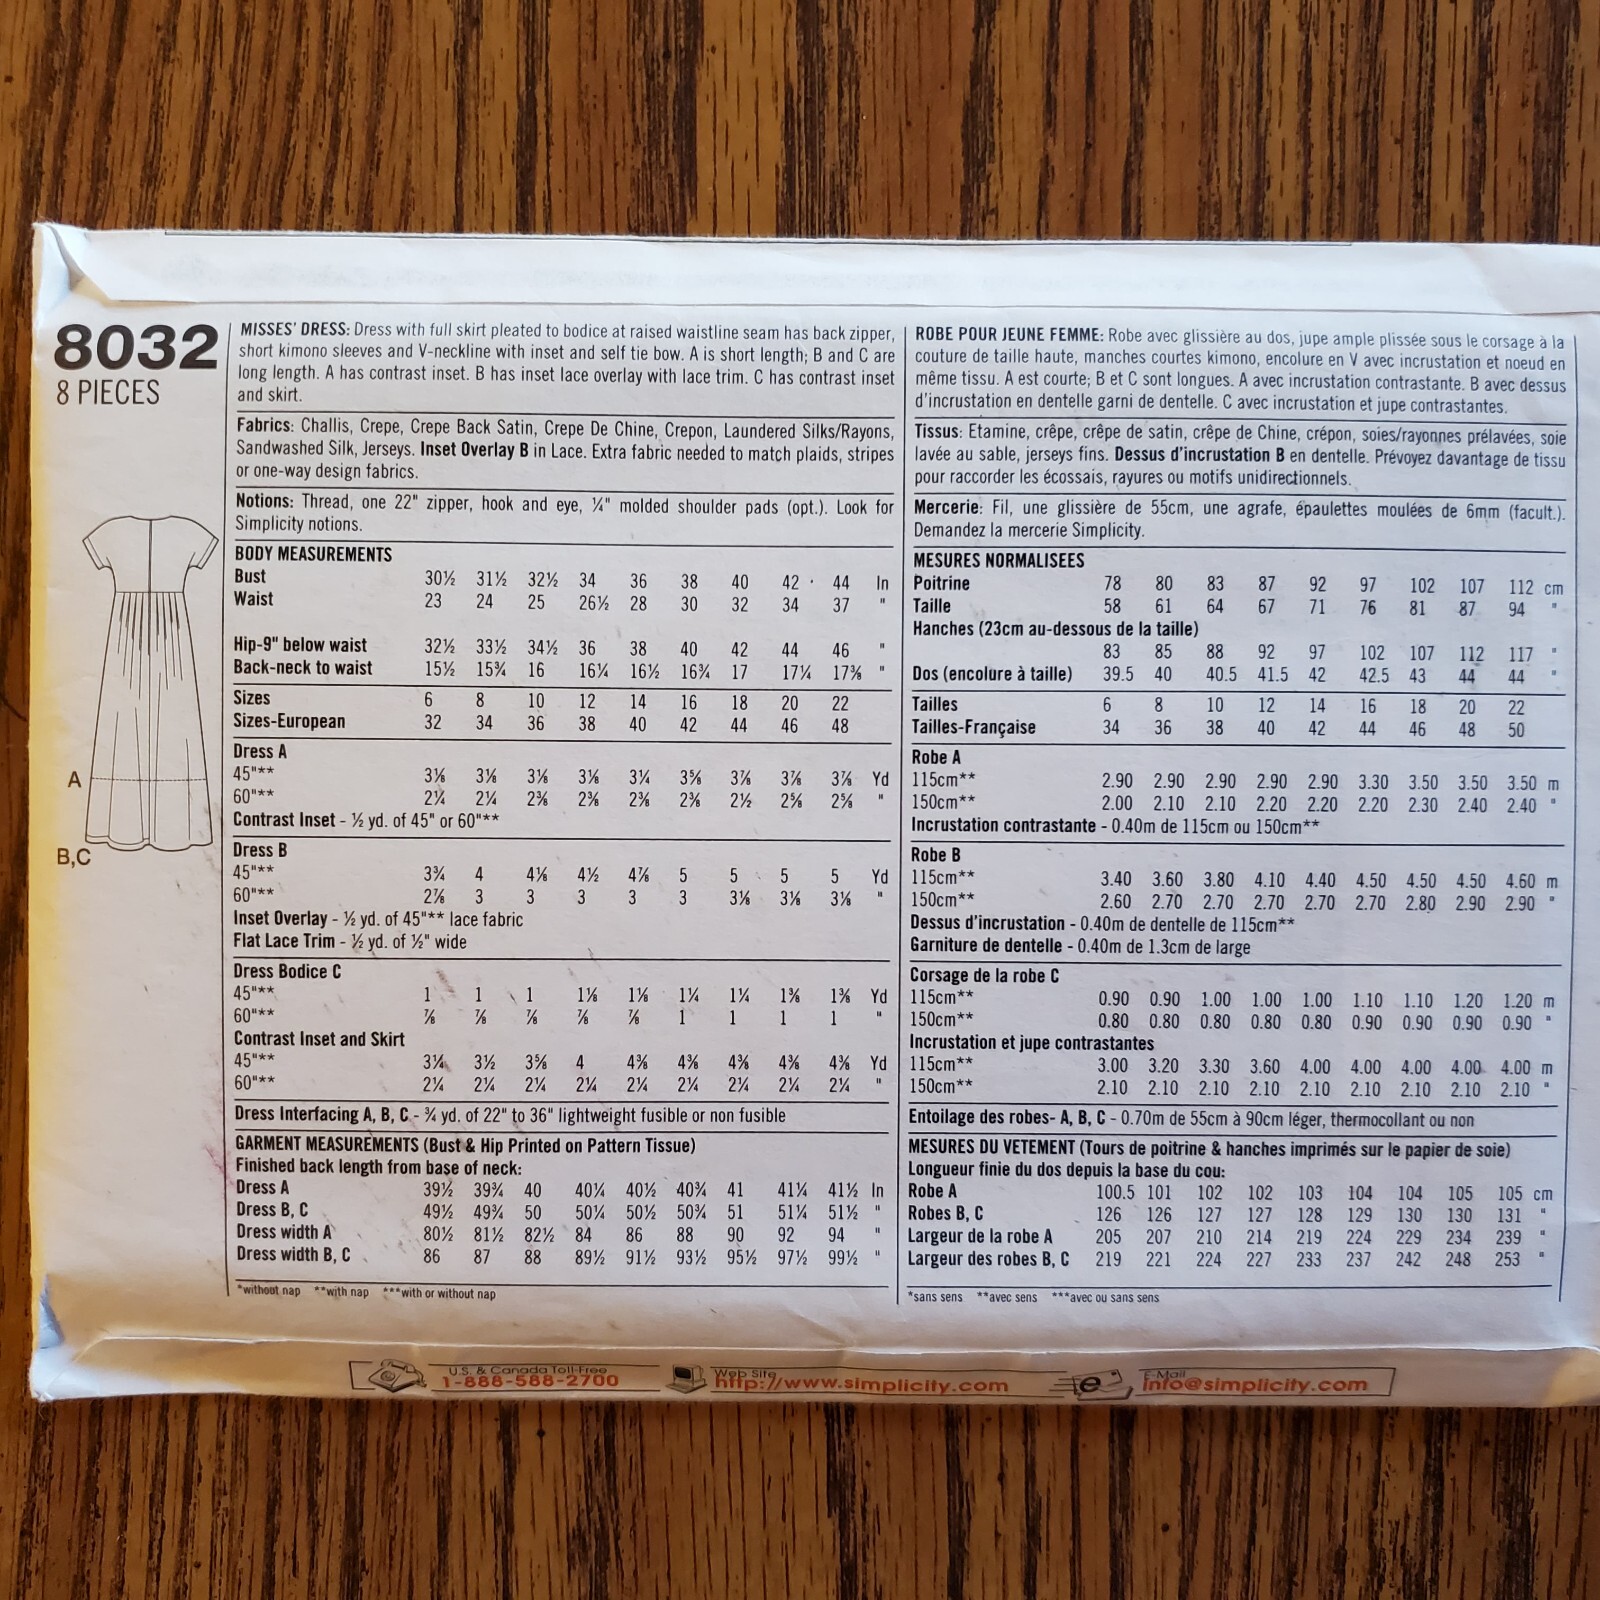 8032
8 PIECES
A
B,C
MISSES' DRESS: Dress with full skirt pleated to bodice at raised waistline seam has back zipper,
short kimono sleeves and V-neckline with inset and self tie bow. A is short length; B and C are
long length. A has contrast inset. B has inset lace overlay with lace trim. C has contrast inset
and skirt.
Fabrics: Challis, Crepe, Crepe Back Satin, Crepe De Chine, Crepon, Laundered Silks/Rayons,
Sandwashed Silk, Jerseys. Inset Overlay B in Lace. Extra fabric needed to match plaids, stripes
or one-way design fabrics.
Notions: Thread, one 22" zipper, hook and eye, ¼" molded shoulder pads (opt.). Look for
Simplicity notions.
BODY MEASUREMENTS
Bust 30½ 31½ 32½ 34 36 38 40 42 44 In
Waist 23 24 25 26½ 28 30 32 34 37 "
Hip-9" below waist 32½ 33½ 34½ 36 38 40 42 44 46 "
Back-neck to waist 15½ 15¾ 16 16¼ 16½ 16¾ 17 17¼ 17⅜ "
Sizes 6 8 10 12 14 16 18 20 22
Sizes-European 32 34 36 38 40 42 44 46 48
Dress A
45"** 3⅛ 3⅛ 3⅛ 3⅛ 3¼ 3⅝ 3⅞ 3⅞ 3⅞ Yd
60"** 2¼ 2¼ 2⅜ 2⅜ 2⅜ 2⅜ 2½ 2⅝ 2⅝ "
Contrast Inset - ½ yd. of 45" or 60"**
Dress B
45"** 3¾ 4 4⅛ 4½ 4⅞ 5 5 5 5 Yd
60"** 2⅞ 3 3 3 3 3 3⅛ 3⅛ 3⅛ "
Inset Overlay - ½ yd. of 45"** lace fabric
Flat Lace Trim - ½ yd. of ½" wide
Dress Bodice C
45"** 1 1 1 1⅛ 1⅛ 1¼ 1¼ 1⅜ 1⅜ Yd
60"** ⅞ ⅞ ⅞ ⅞ ⅞ 1 1 1 1 "
Contrast Inset and Skirt
45"** 3¼ 3½ 3⅝ 4 4⅜ 4⅜ 4⅜ 4⅜ 4⅜ Yd
60"** 2¼ 2¼ 2¼ 2¼ 2¼ 2¼ 2¼ 2¼ 2¼ "
Dress Interfacing A, B, C - ¾ yd. of 22" to 36" lightweight fusible or non fusible
GARMENT MEASUREMENTS (Bust & Hip Printed on Pattern Tissue)
Finished back length from base of neck:
Dress A 39½ 39¾ 40 40¼ 40½ 40¾ 41 41¼ 41½ In
Dress B, C 49½ 49¾ 50 50¼ 50½ 50¾ 51 51¼ 51½ "
Dress width A 80½ 81½ 82½ 84 86 88 90 92 94 "
Dress width B, C 86 87 88 89½ 91½ 93½ 95½ 97½ 99½ "
*without nap **with nap ***with or without nap
ROBE POUR JEUNE FEMME: Robe avec glissière au dos, jupe ample plissée sous le corsage à la
couture de taille haute, manches courtes kimono, encolure en V avec incrustation et noeud en
même tissu. A est courte; B et C sont longues. A avec incrustation contrastante. B avec dessus
d'incrustation en dentelle garni de dentelle. C avec incrustation et jupe contrastantes.
Tissus: Etamine, crêpe, crêpe de satin, crêpe de Chine, crépon, soies/rayonnes prélavées, soie
lavée au sable, jerseys fins. Dessus d'incrustation B en dentelle. Prévoyez davantage de tissu
pour raccorder les écossais, rayures ou motifs unidirectionnels.
Mercerie: Fil, une glissière de 55cm, une agrafe, épaulettes moulées de 6mm (facult.).
Demandez la mercerie Simplicity.
MESURES NORMALISEES
Poitrine 78 80 83 87 92 97 102 107 112 cm
Taille 58 61 64 67 71 76 81 87 94 "
Hanches (23cm au-dessous de la taille)
83 85 88 92 97 102 107 112 117 "
Dos (encolure à taille) 39.5 40 40.5 41.5 42 42.5 43 44 44 "
Tailles 6 8 10 12 14 16 18 20 22
Tailles-Française 34 36 38 40 42 44 46 48 50
Robe A
115cm** 2.90 2.90 2.90 2.90 2.90 3.30 3.50 3.50 3.50 m
150cm** 2.00 2.10 2.10 2.20 2.20 2.20 2.30 2.40 2.40 "
Incrustation contrastante - 0.40m de 115cm ou 150cm**
Robe B
115cm** 3.40 3.60 3.80 4.10 4.40 4.50 4.50 4.50 4.60 m
150cm** 2.60 2.70 2.70 2.70 2.70 2.70 2.80 2.90 2.90 "
Dessus d'incrustation - 0.40m de dentelle de 115cm**
Garniture de dentelle - 0.40m de 1.3cm de large
Corsage de la robe C
115cm** 0.90 0.90 1.00 1.00 1.00 1.10 1.10 1.20 1.20 m
150cm** 0.80 0.80 0.80 0.80 0.80 0.90 0.90 0.90 0.90 "
Incrustation et jupe contrastantes
115cm** 3.00 3.20 3.30 3.60 4.00 4.00 4.00 4.00 4.00 m
150cm** 2.10 2.10 2.10 2.10 2.10 2.10 2.10 2.10 2.10 "
Entoilage des robes- A, B, C - 0.70m de 55cm à 90cm léger, thermocollant ou non
MESURES DU VETEMENT (Tours de poitrine & hanches imprimés sur le papier de soie)
Longueur finie du dos depuis la base du cou:
Robe A 100.5 101 102 102 103 104 104 105 105 cm
Robes B, C 126 126 127 127 128 129 130 130 131 "
Largeur de la robe A 205 207 210 214 219 224 229 234 239 "
Largeur des robes B, C 219 221 224 227 233 237 242 248 253 "
*sans sens **avec sens ***avec ou sans sens
U.S. & Canada Toll-Free
1-888-588-2700
Web Site
http://www.simplicity.com
E-Mail
info@simplicity.com